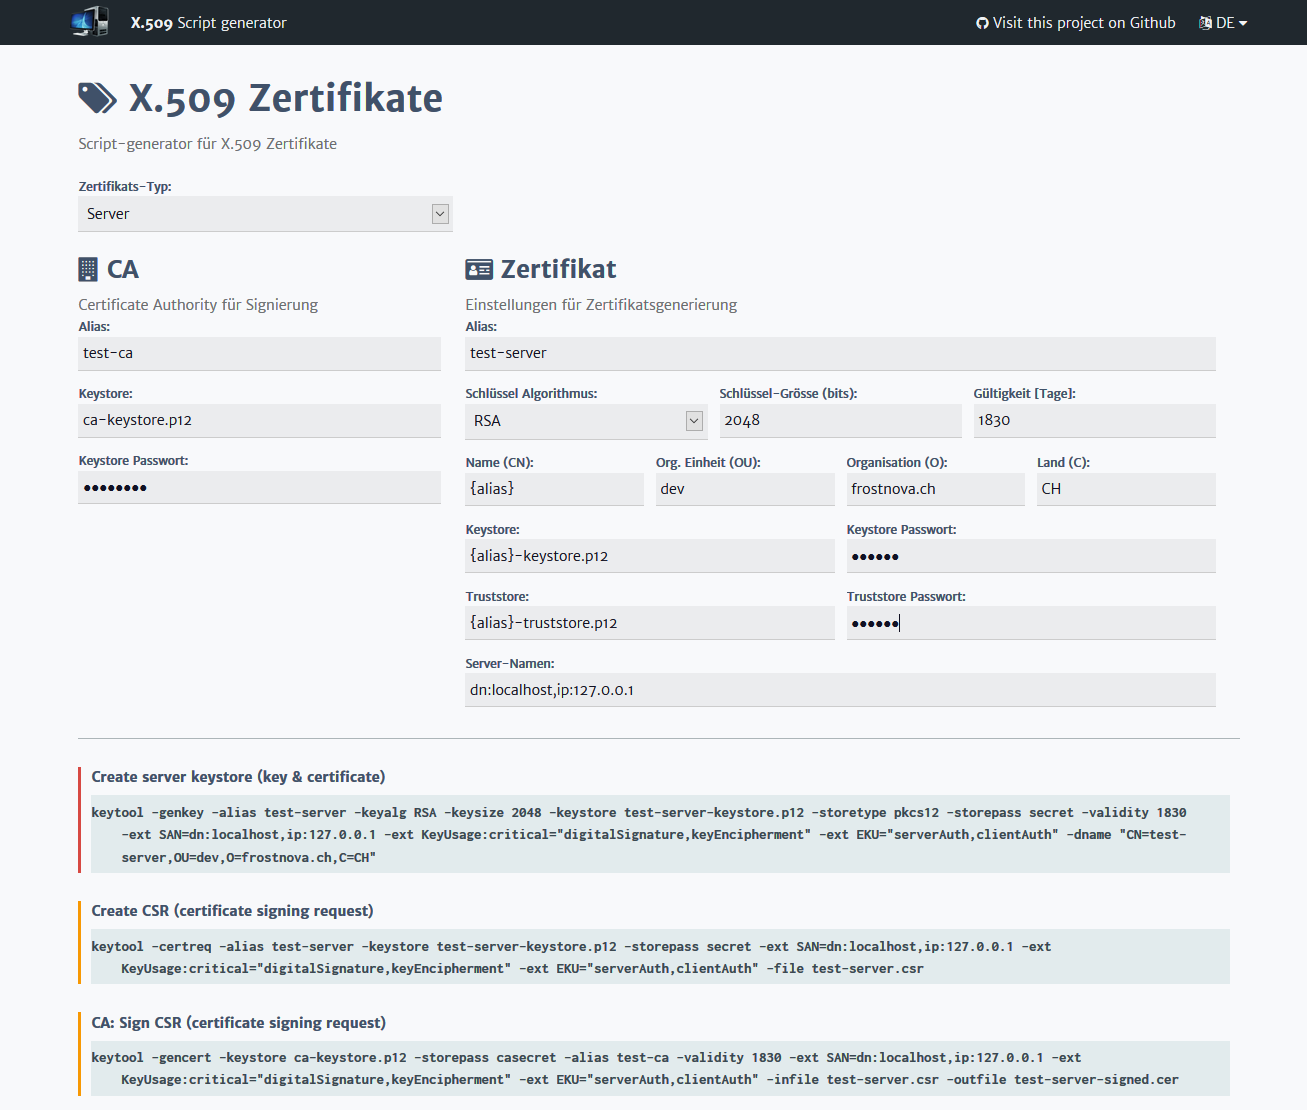 X.509 Script generator
Visit this project on Github
DE
X.509 Zertifikate
Script-generator für X.509 Zertifikate
Zertifikats-Typ:
Server
CA
Certificate Authority für Signierung
Alias:
test-ca
Keystore:
ca-keystore.p12
Keystore Passwort:
••••••••
Zertifikat
Einstellungen für Zertifikatsgenerierung
Alias:
test-server
Schlüssel Algorithmus: Schlüssel-Grösse (bits): Gültigkeit [Tage]:
RSA 2048 1830
Name (CN): Org. Einheit (OU): Organisation (O): Land (C):
{alias} dev frostnova.ch CH
Keystore: Keystore Passwort:
{alias}-keystore.p12 ••••••
Truststore: Truststore Passwort:
{alias}-truststore.p12 ••••••
Server-Namen:
dn:localhost,ip:127.0.0.1
Create server keystore (key & certificate)
keytool -genkey -alias test-server -keyalg RSA -keysize 2048 -keystore test-server-keystore.p12 -storetype pkcs12 -storepass secret -validity 1830
-ext SAN=dn:localhost,ip:127.0.0.1 -ext KeyUsage:critical="digitalSignature,keyEncipherment" -ext EKU="serverAuth,clientAuth" -dname "CN=test-
server,OU=dev,O=frostnova.ch,C=CH"
Create CSR (certificate signing request)
keytool -certreq -alias test-server -keystore test-server-keystore.p12 -storepass secret -ext SAN=dn:localhost,ip:127.0.0.1 -ext
KeyUsage:critical="digitalSignature,keyEncipherment" -ext EKU="serverAuth,clientAuth" -file test-server.csr
CA: Sign CSR (certificate signing request)
keytool -gencert -keystore ca-keystore.p12 -storepass casecret -alias test-ca -validity 1830 -ext SAN=dn:localhost,ip:127.0.0.1 -ext
KeyUsage:critical="digitalSignature,keyEncipherment" -ext EKU="serverAuth,clientAuth" -infile test-server.csr -outfile test-server-signed.cer